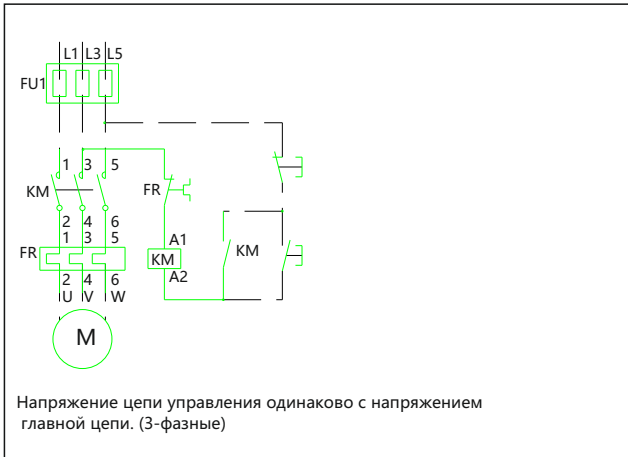 L1 L3 L5
FU1
1 3 5
KM
FR
2 4 6
1 3 5
A1
KM
KM
FR
A2
2 4 6
U V W
M
Напряжение цепи управления одинаково с напряжением
главной цепи. (3-фазные)